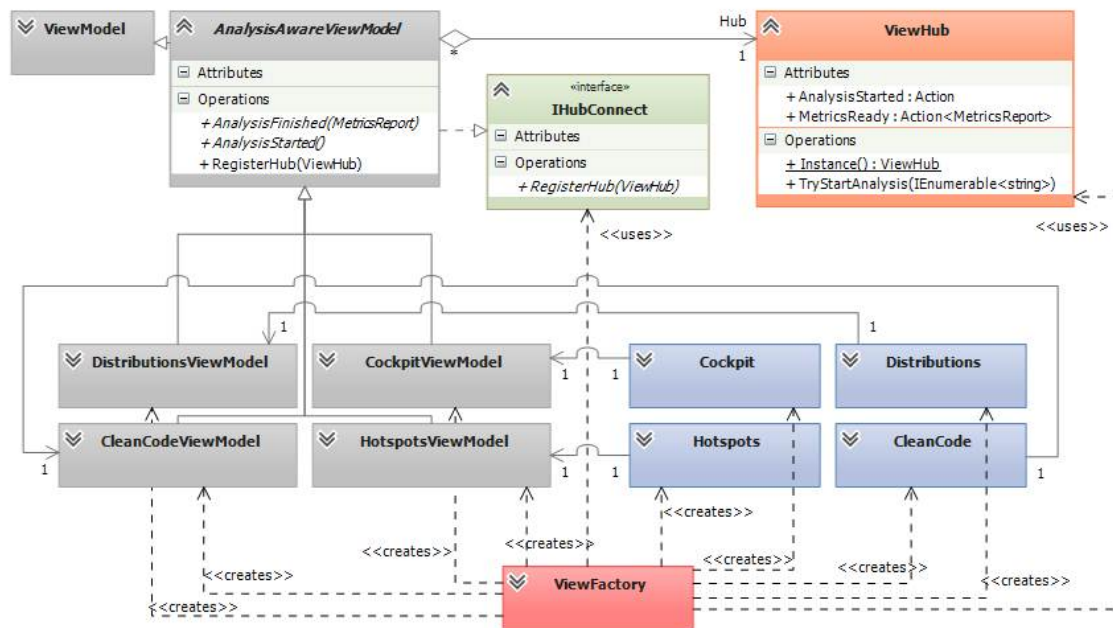 ViewModel
AnalysisAwareViewModel
Attributes
Operations
+ AnalysisFinished(MetricsReport)
+ AnalysisStarted()
+ RegisterHub(ViewHub)
*
Hub
1
ViewHub
Attributes
+ AnalysisStarted : Action
+ MetricsReady : Action<MetricsReport>
Operations
+ Instance() : ViewHub
+ TryStartAnalysis(IEnumerable<string>)
«interface»
IHubConnect
Attributes
Operations
+ RegisterHub(ViewHub)
<<uses>>
<<uses>>
1
1
DistributionsViewModel
CockpitViewModel
1
1
Cockpit
Distributions
CleanCodeViewModel
1
HotspotsViewModel
1
1
Hotspots
CleanCode
1
<<creates>>
<<creates>>
<<creates>>
<<creates>>
<<creates>>
<<creates>>
<<creates>>
<<creates>>
ViewFactory